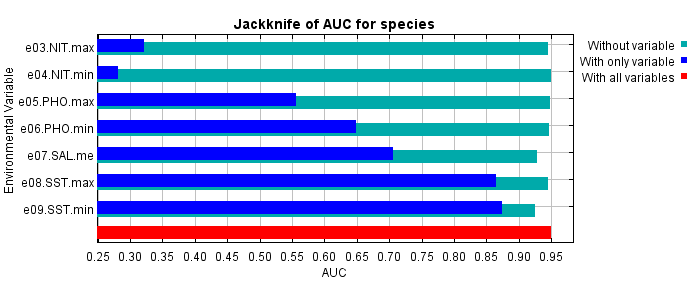 Jackknife of AUC for species
Environmental Variable
e03.NIT.max
e04.NIT.min
e05.PHO.max
e06.PHO.min
e07.SAL.me
e08.SST.max
e09.SST.min
0.25 0.30 0.35 0.40 0.45 0.50 0.55 0.60 0.65 0.70 0.75 0.80 0.85 0.90 0.95
AUC
Without variable
With only variable
With all variables